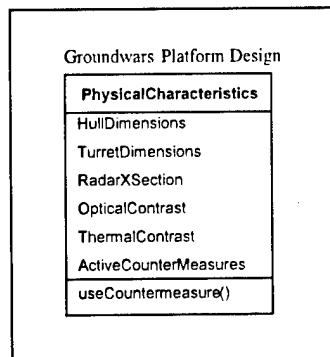 Groundwars Platform Design
PhysicalCharacteristics
HullDimensions
TurretDimensions
RadarXSection
OpticalContrast
ThermalContrast
ActiveCounterMeasures
useCountermeasure()